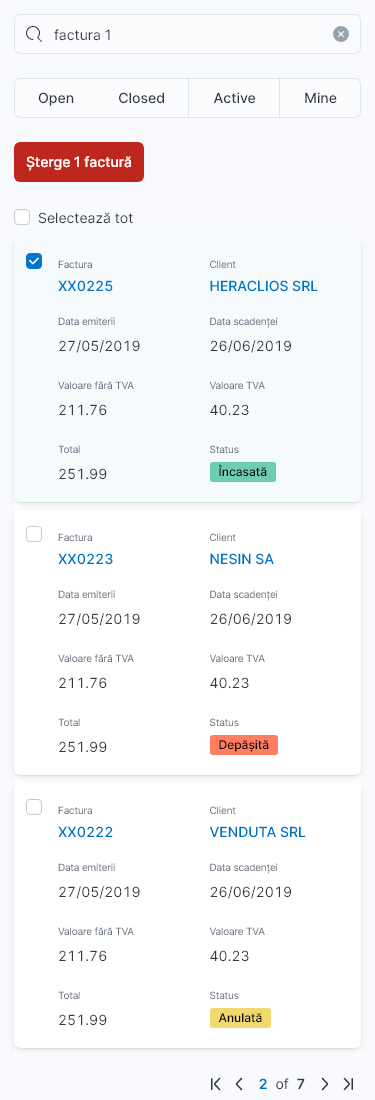 factura 1
Open Closed Active Mine
Șterge 1 factură
Selectează tot
Factura Client
XX0225 HERACLIOS SRL
Data emiterii Data scadenței
27/05/2019 26/06/2019
Valoare fără TVA Valoare TVA
211.76 40.23
Total Status
251.99 Încasată
Factura Client
XX0223 NESIN SA
Data emiterii Data scadenței
27/05/2019 26/06/2019
Valoare fără TVA Valoare TVA
211.76 40.23
Total Status
251.99 Depășită
Factura Client
XX0222 VENDUTA SRL
Data emiterii Data scadenței
27/05/2019 26/06/2019
Valoare fără TVA Valoare TVA
211.76 40.23
Total Status
251.99 Anulată
2 of 7